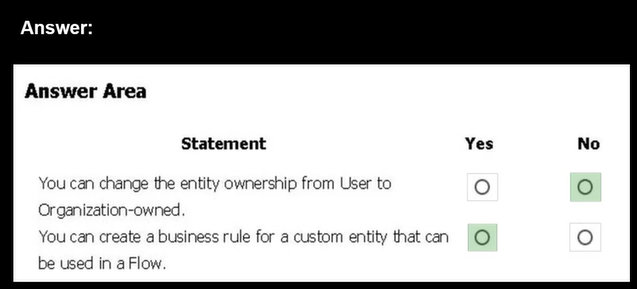 Answer:
Answer Area
Statement Yes No
You can change the entity ownership from User to
Organization-owned.
You can create a business rule for a custom entity that can
be used in a Flow.